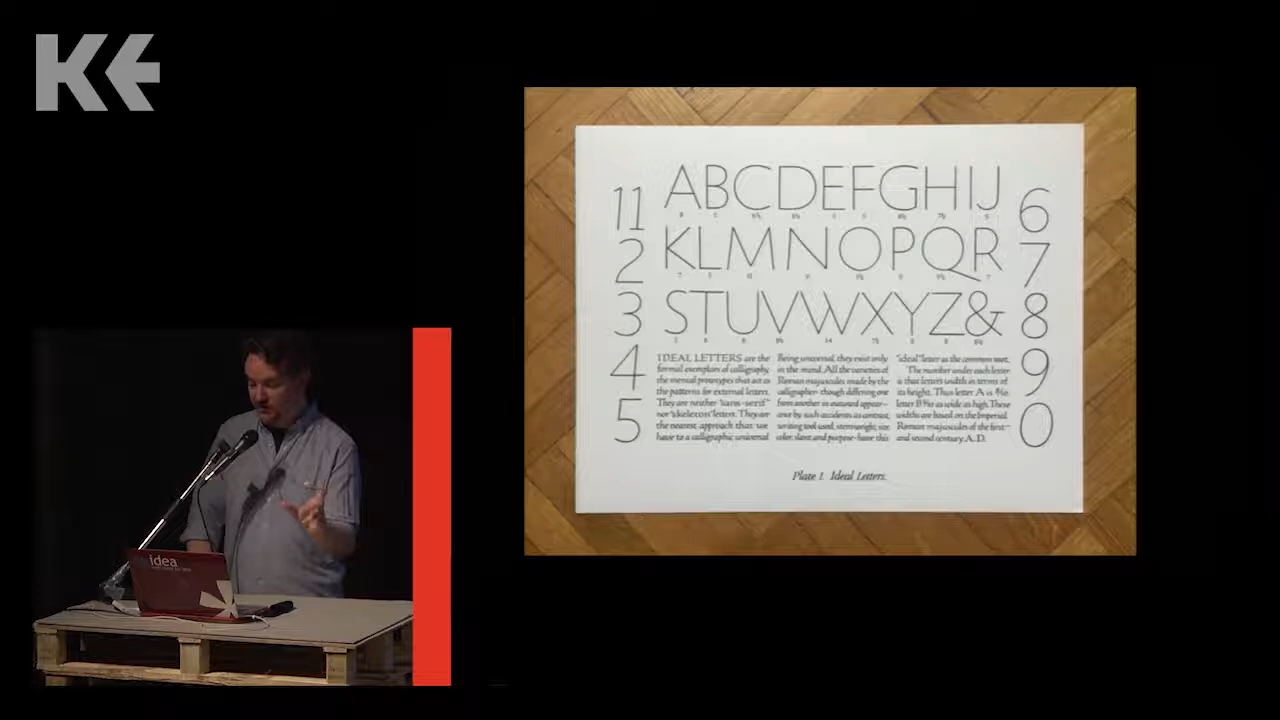 KE
ABCDEFGHIJ
KLMNOPQR
STUVWXYZ&
11
2
3
4
5
6
7
8
9
0
IDEAL LETTERS are the
formal exemplars of calligraphy,
the mental prototypes that act as
the patterns for external letters.
They are neither "sans-serif"
nor "skeleton" letters. They are
the nearest approach that we
have to a calligraphic universal
Being universal, they exist only
in the mind. All the varieties of
Roman majuscules made by the
calligrapher-though differing one
from another in outward appear-
ance by such accidents as contrast,
writing tool used, stem weight, size
color, slant, and purpose-have this
"ideal" letter as the common root.
The number under each letter
is that letter's width in terms of
its height. Thus letter A is
letter B as wide as high. These
widths are based on the Imperial
Roman majuscules of the first-
and second century A.D.
Plate 1. Ideal Letters.
idea